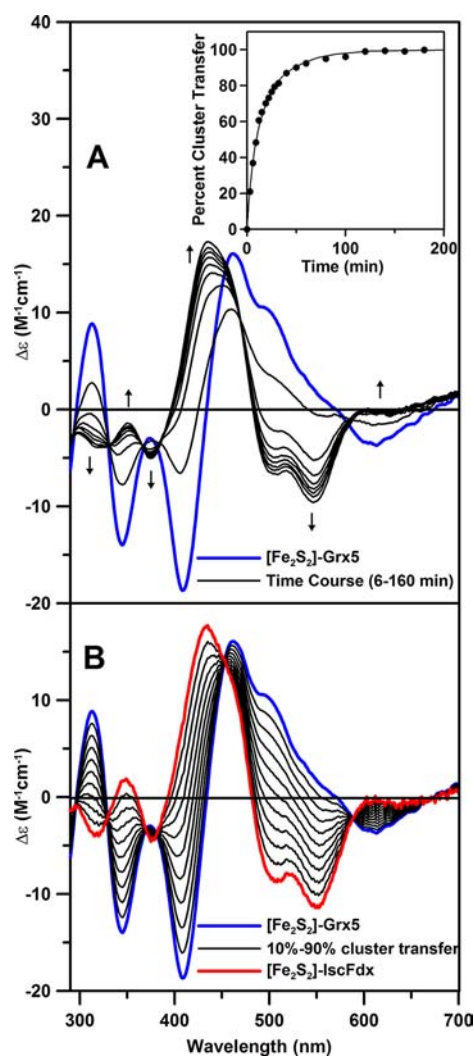 40
30
20
10
0
-10
-20
Δε (M⁻¹cm⁻¹)
A
100
80
60
40
20
0
Percent Cluster Transfer
0
100
200
Time (min)
[Fe₂S₂]-Grx5
Time Course (6-160 min)
B
10
0
-10
-20
Δε (M⁻¹cm⁻¹)
[Fe₂S₂]-Grx5
10%-90% cluster transfer
[Fe₂S₂]-IscFdx
300
400
500
600
700
Wavelength (nm)